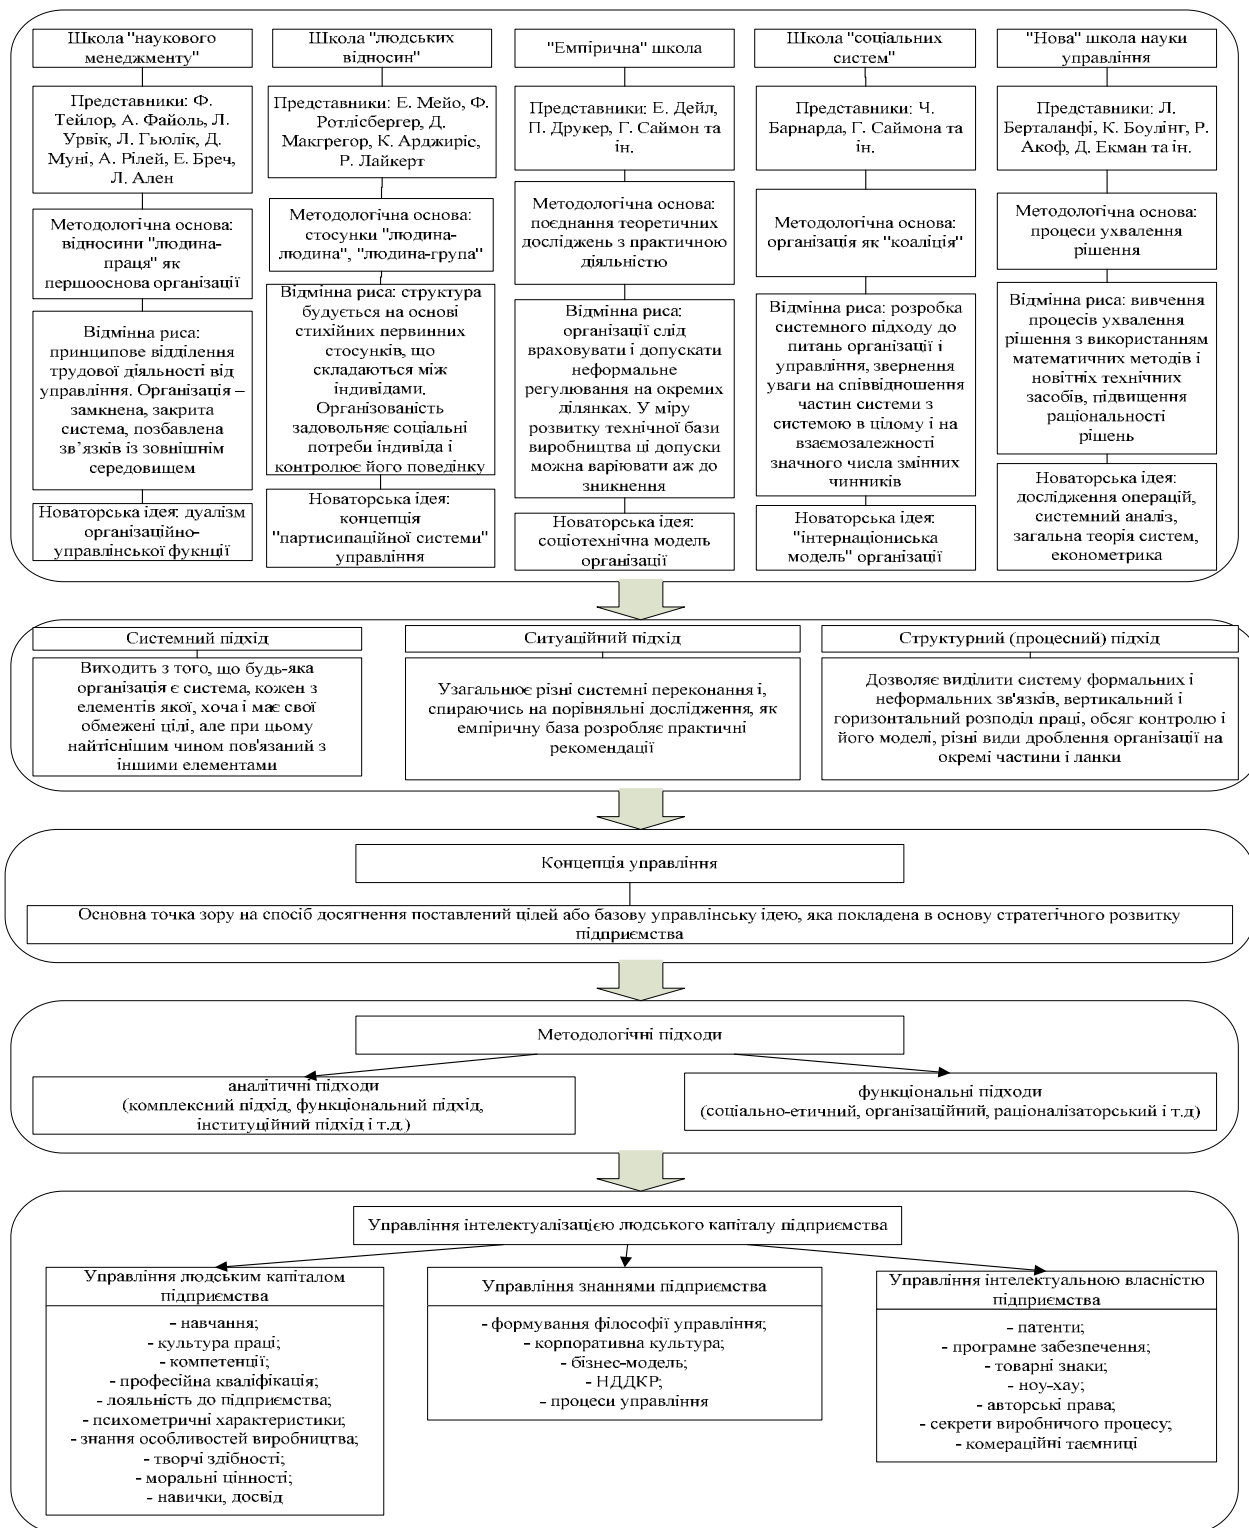 Школа "наукового
менеджменту"
Представники: Ф.
Тейлор, А. Файоль, Л.
Урвік, Л. Гьюлік, Д.
Муні, А. Рілей, Е. Бреч,
Л. Ален
Методологічна основа:
відносини "людина-
праця" як
першооснова організації
Відмінна риса:
принципове відділення
трудової діяльності від
управління. Організація –
замкнена, закрита
система, позбавлена
зв’язків із зовнішнім
середовищем
Новаторська ідея: дуалізм
організаційно-
управлінської фукнції
Школа "людських
відносин"
Представники: Е. Мейо, Ф.
Ротлісбергер, Д.
Макгрегор, К. Арджиріс,
Р. Лайкерт
Методологічна основа:
стосунки "людина-
людина", "людина-група"
Відмінна риса: структура
будується на основі
стихійних первинних
стосунків, що
складаються між
індивідами.
Організованість
задовольняє соціальні
потреби індивіда і
контролює його поведінку
Новаторська ідея:
концепція
"партисипаційної системи"
управління
"Емпірична" школа
Представники: Е. Дейл,
П. Друкер, Г. Саймон та
ін.
Методологічна основа:
поєднання теоретичних
досліджень з практичною
діяльністю
Відмінна риса:
організації слід
враховувати і допускати
неформальне
регулювання на окремих
ділянках. У міру
розвитку технічної бази
виробництва ці допуски
можна варіювати аж до
зникнення
Новаторська ідея:
соціотехнічна модель
організації
Школа "соціальних
систем"
Представники: Ч.
Барнарда, Г. Саймона та
ін.
Методологічна основа:
організація як "коаліція"
Відмінна риса: розробка
системного підходу до
питань організації і
управління, звернення
уваги на співвідношення
частин системи з
системою в цілому і на
взаємозалежності
значного числа змінних
чинників
Новаторська ідея:
"інтернаціониська
модель" організації
"Нова" школа науки
управління
Представники: Л.
Берталанфі, К. Боулінг, Р.
Акоф, Д. Екман та ін.
Методологічна основа:
процеси ухвалення
рішення
Відмінна риса: вивчення
процесів ухвалення
рішення з використанням
математичних методів і
новітніх технічних
засобів, підвищення
раціональності
рішень
Новаторська ідея:
дослідження операцій,
системний аналіз,
загальна теорія систем,
економетрика
Системний підхід
Виходить з того, що будь-яка
організація є система, кожен з
елементів якої, хоча і має свої
обмежені цілі, але при цьому
найтіснішим чином пов'язаний з
іншими елементами
Ситуаційний підхід
Узагальнює різні системні переконання і,
спираючись на порівняльні дослідження, як
емпіричну база розробляє практичні
рекомендації
Структурний (процесний) підхід
Дозволяє виділити систему формальних і
неформальних зв'язків, вертикальний і
горизонтальний розподіл праці, обсяг контролю і
його моделі, різні види дроблення організації на
окремі частини і ланки
Концепція управління
Основна точка зору на спосіб досягнення поставлений цілей або базову управлінську ідею, яка покладена в основу стратегічного розвитку
підприємства
Методологічні підходи
аналітичні підходи
(комплексний підхід, функціональний підхід,
інституційний підхід і т.д.)
функціональні підходи
(соціально-етичний, організаційний, раціоналізаторський і т.д)
Управління інтелектуалізацією людського капіталу підприємства
Управління людським капіталом
підприємства
- навчання;
- культура праці;
- компетенції;
- професійна кваліфікація;
- лояльність до підприємства;
- психометричні характеристики;
- знання особливостей виробництва;
- творчі здібності;
- моральні цінності;
- навички, досвід
Управління знаннями підприємства
- формування філософії управління;
- корпоративна культура;
- бізнес-модель;
- НДДКР;
- процеси управління
Управління інтелектуальною власністю
підприємства
- патенти;
- програмне забезпечення;
- товарні знаки;
- ноу-хау;
- авторські права;
- секрети виробничого процесу;
- комераційні таємниці